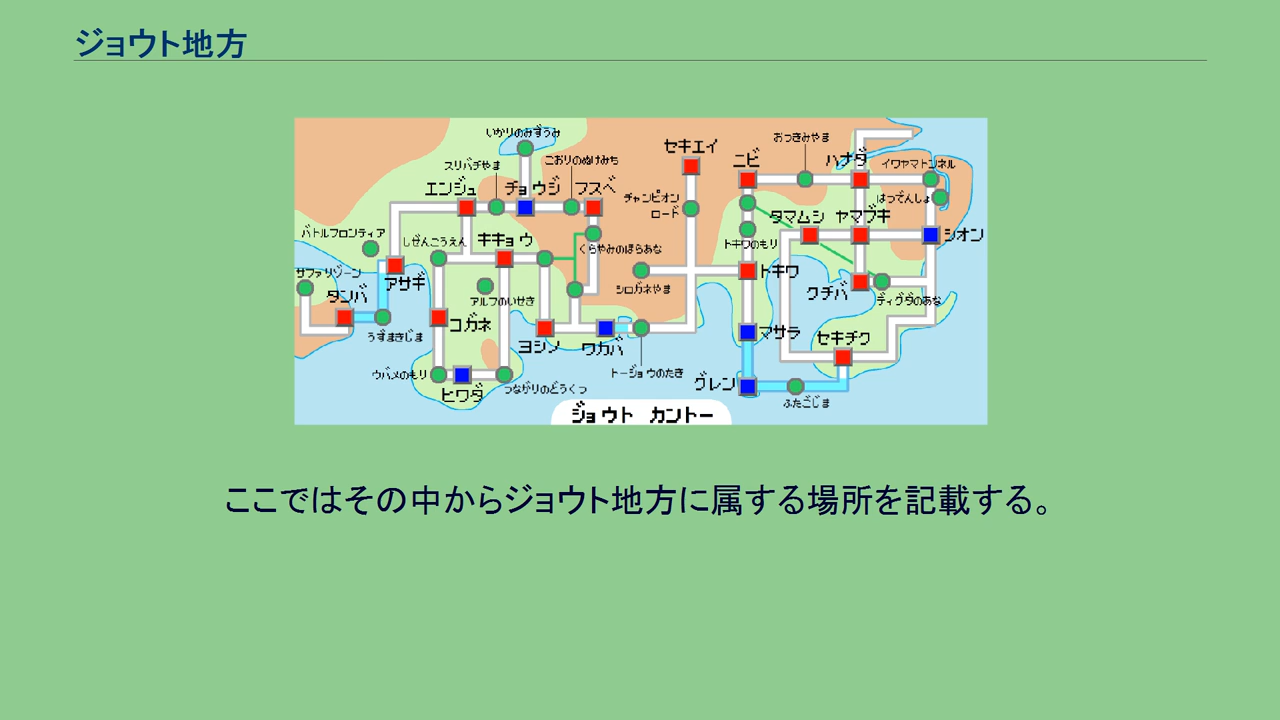 ジョウト地方
いかりのみずうみ
スリバチやま
こおりのぬけみち
エンジュ
チョウジ
フスベ
セキエイ
ニビ
おつきみやま
ハナダ
イワヤマトンネル
チャンピオン
ロード
はつでんしょ
タマムシ
ヤマブキ
シオン
バトルフロンティア
しぜんこうえん
キキョウ
くらやみのほらあな
トキワのもり
サファリゾーン
タンバ
アサギ
アルフのいせき
シロガネやま
トキワ
クチバ
ディグダのあな
うずまきじま
コガネ
ヨシノ
ワカバ
マサラ
セキチク
ウバメのもり
ヒワダ
つながりのどうくつ
トージョウのたき
グレン
ふたごじま
ジョウト カントー
ここではその中からジョウト地方に属する場所を記載する。